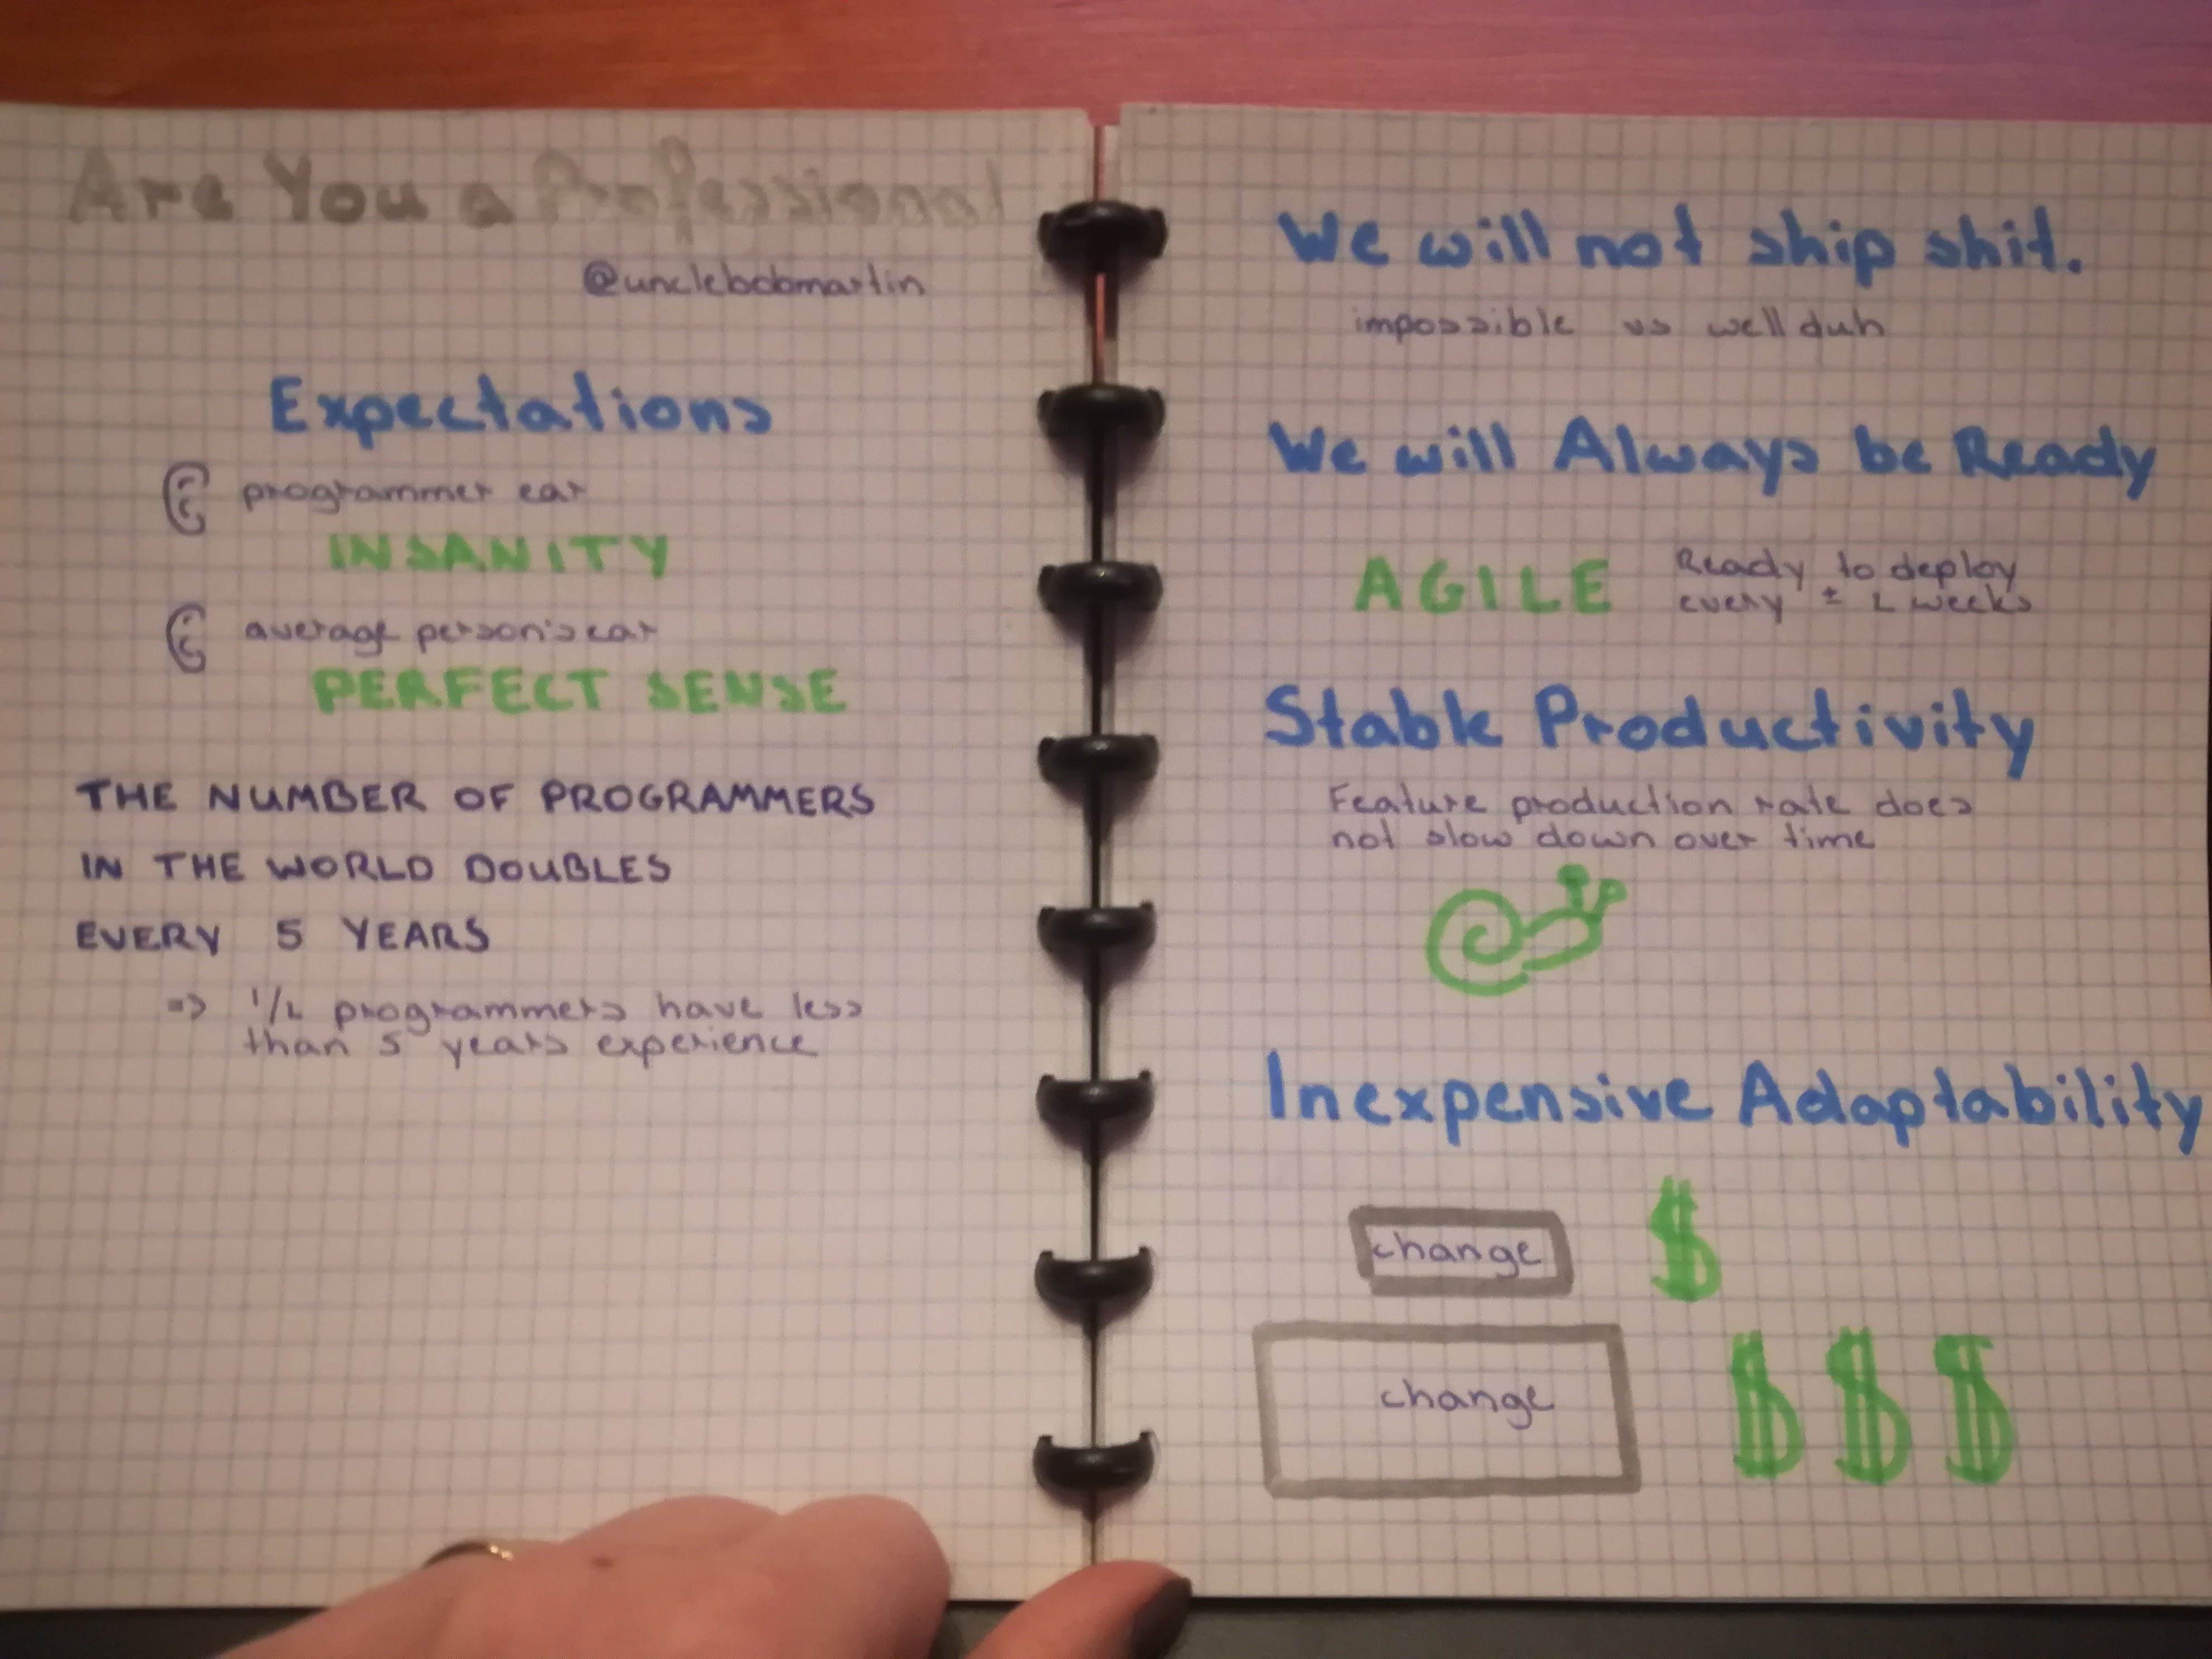 Are You a Professional
@unclebobmartin
Expectations
programmer ear
INSANITY
average person's ear
PERFECT SENSE
THE NUMBER OF PROGRAMMERS
IN THE WORLD DOUBLES
EVERY 5 YEARS
=> 1/2 programmers have less
than 5 years experience
We will not ship shit.
impossible vs well duh
We will Always be Ready
AGILE
Ready to deploy
every ± 2 weeks
Stable Productivity
Feature production rate does
not slow down over time
Inexpensive Adaptability
change $
change $ $ $